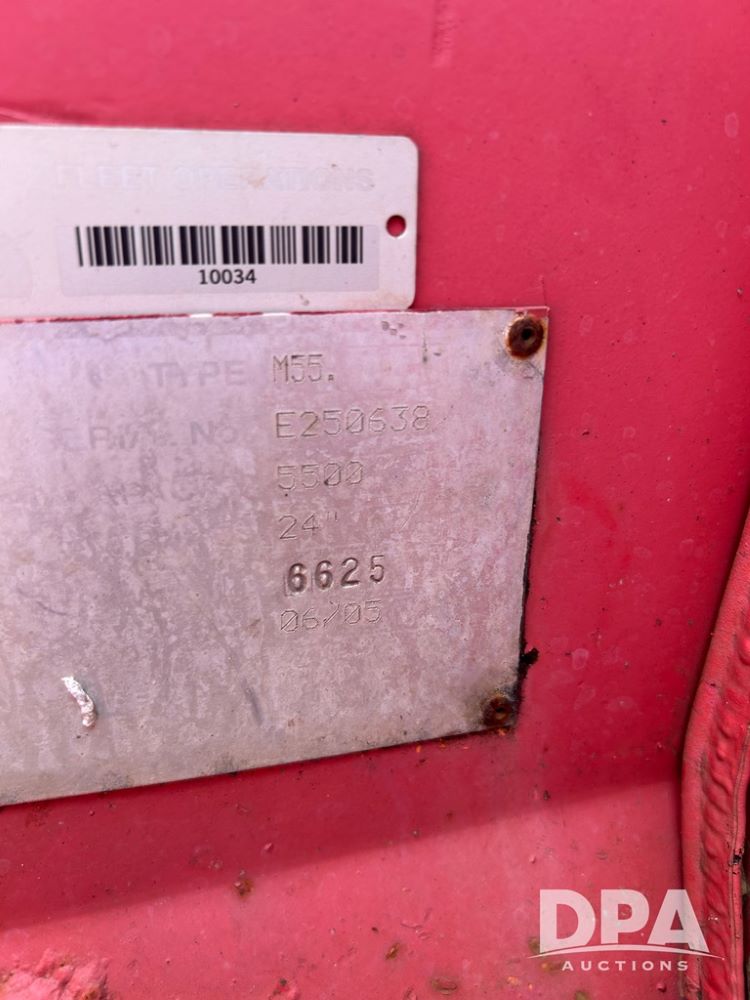 FLEET OPERATIONS
10034
TYPE M55.
E250638
5500
24"
6625
06/05
DPA
AUCTIONS